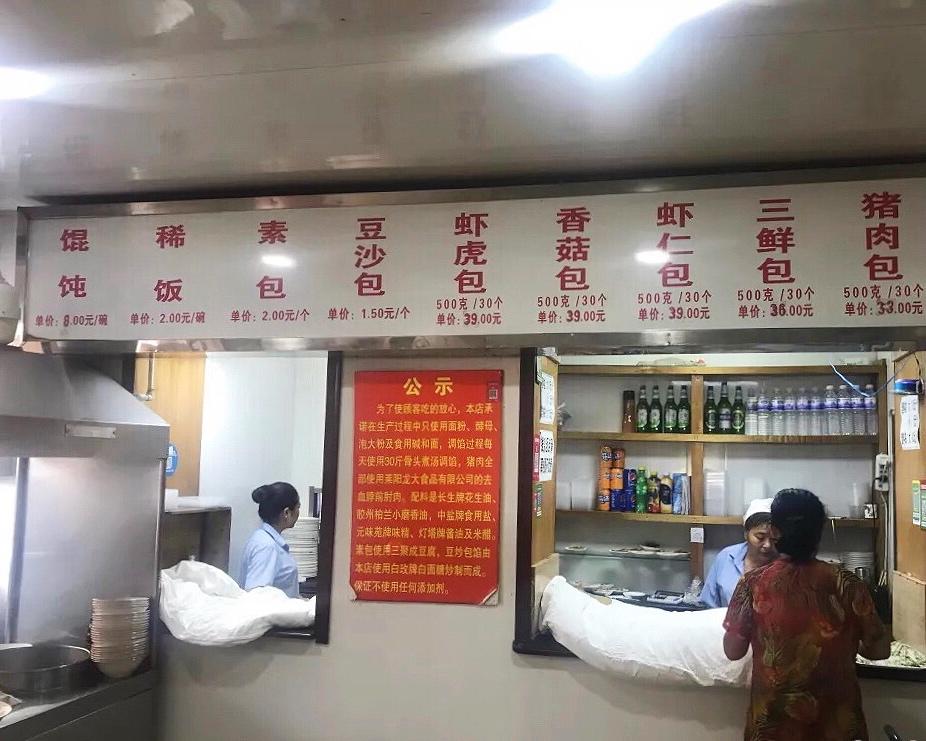 馄饨
单价：8.00元/碗
稀饭
单价：2.00元/碗
素包
单价：2.00元/个
豆沙包
单价：1.50元/个
虾虎包
500克/30个
单价：39.00元
香菇包
500克/30个
单价：39.00元
虾仁包
500克/30个
单价：39.00元
三鲜包
500克/30个
单价：36.00元
猪肉包
500克/30个
单价：33.00元
公示
为了使顾客吃的放心，本店承
诺在生产过程中只使用面粉、酵母、
泡大粉及食用碱和面，调馅过程每
天使用30斤骨头煮汤调馅，猪肉全
部使用莱阳龙大食品有限公司的去
血脖前肘肉。配料是长生牌花生油、
胶州柏兰小磨香油，中盐牌食用盐、
元味苑牌味精、灯塔牌酱油及米醋。
素包使用三聚成豆腐，豆炒包馅由
本店使用白玫牌白面糖炒制而成。
保证不使用任何添加剂。